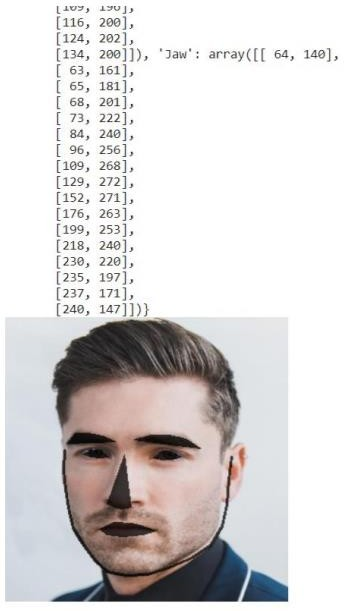 [109, 196],
[116, 200],
[124, 202],
[134, 200]]), 'Jaw': array([[ 64, 140],
[ 63, 161],
[ 65, 181],
[ 68, 201],
[ 73, 222],
[ 84, 240],
[ 96, 256],
[109, 268],
[129, 272],
[152, 271],
[176, 263],
[199, 253],
[218, 240],
[230, 220],
[235, 197],
[237, 171],
[240, 147]])}